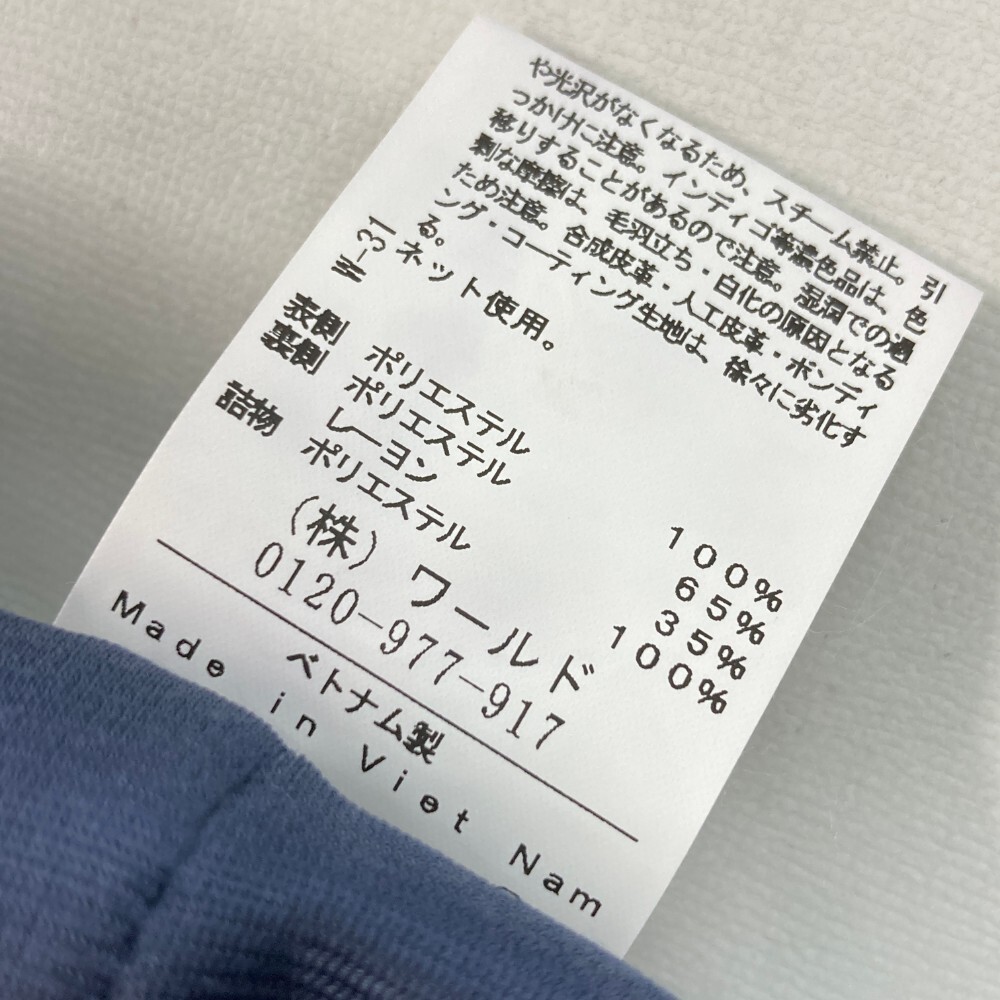 や光沢がなくなるため、スチーム禁止。引
っかけに注意。インディゴ等濃色品は、色
移りすることがあるので注意。湿潤での過
剰な摩擦は、毛羽立ち・白化の原因となる
ため注意。合成皮革・人工皮革・ボンディ
ング・コーティング生地は、徐々に劣化す
る。
ネット使用。
W-31
表側 ポリエステル 100%
裏側 ポリエステル 65%
レーヨン 35%
詰物 ポリエステル 100%
(株)ワールド
0120-977-917
ベトナム製
Made in Viet Nam